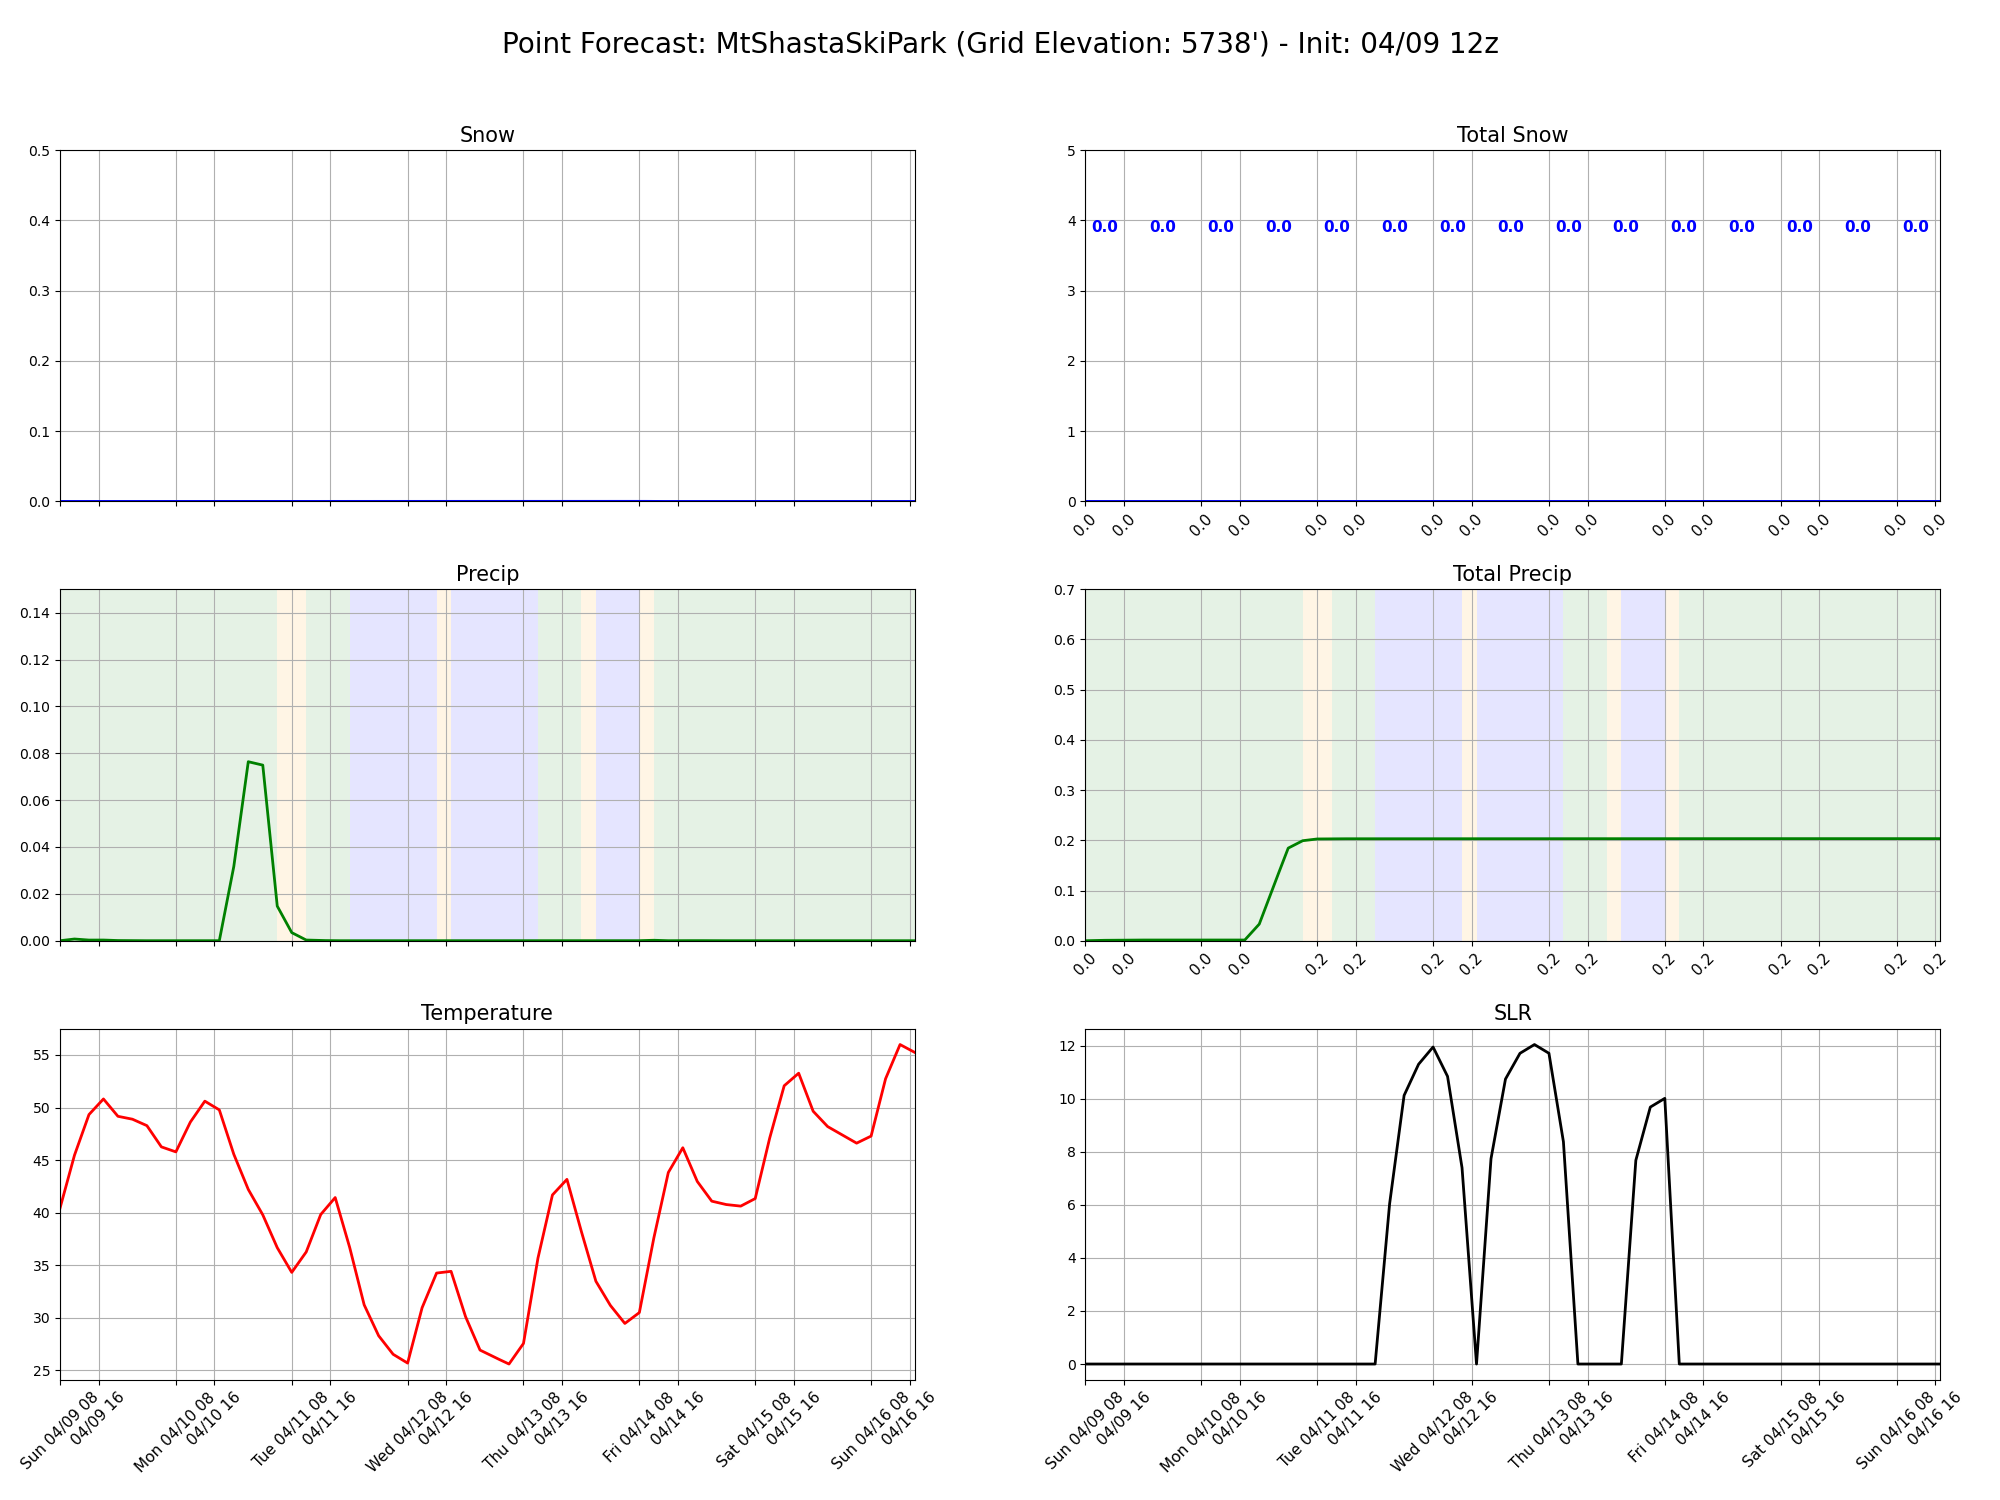 Point Forecast: MtShastaSkiPark (Grid Elevation: 5738') - Init: 04/09 12z
Snow
0.5
0.4
0.3
0.2
0.1
0.0
Total Snow
5
4
3
2
1
0
0.0 0.0 0.0 0.0 0.0 0.0 0.0 0.0 0.0 0.0 0.0 0.0 0.0 0.0 0.0
0.0 0.0 0.0 0.0 0.0 0.0 0.0 0.0 0.0 0.0 0.0 0.0 0.0 0.0 0.0 0.0
Precip
0.14
0.12
0.10
0.08
0.06
0.04
0.02
0.00
Total Precip
0.7
0.6
0.5
0.4
0.3
0.2
0.1
0.0
0.0 0.0 0.0 0.0 0.2 0.2 0.2 0.2 0.2 0.2 0.2 0.2 0.2 0.2 0.2 0.2
Temperature
55
50
45
40
35
30
25
Sun 04/09 08
04/09 16
Mon 04/10 08
04/10 16
Tue 04/11 08
04/11 16
Wed 04/12 08
04/12 16
Thu 04/13 08
04/13 16
Fri 04/14 08
04/14 16
Sat 04/15 08
04/15 16
Sun 04/16 08
04/16 16
SLR
12
10
8
6
4
2
0
Sun 04/09 08
04/09 16
Mon 04/10 08
04/10 16
Tue 04/11 08
04/11 16
Wed 04/12 08
04/12 16
Thu 04/13 08
04/13 16
Fri 04/14 08
04/14 16
Sat 04/15 08
04/15 16
Sun 04/16 08
04/16 16